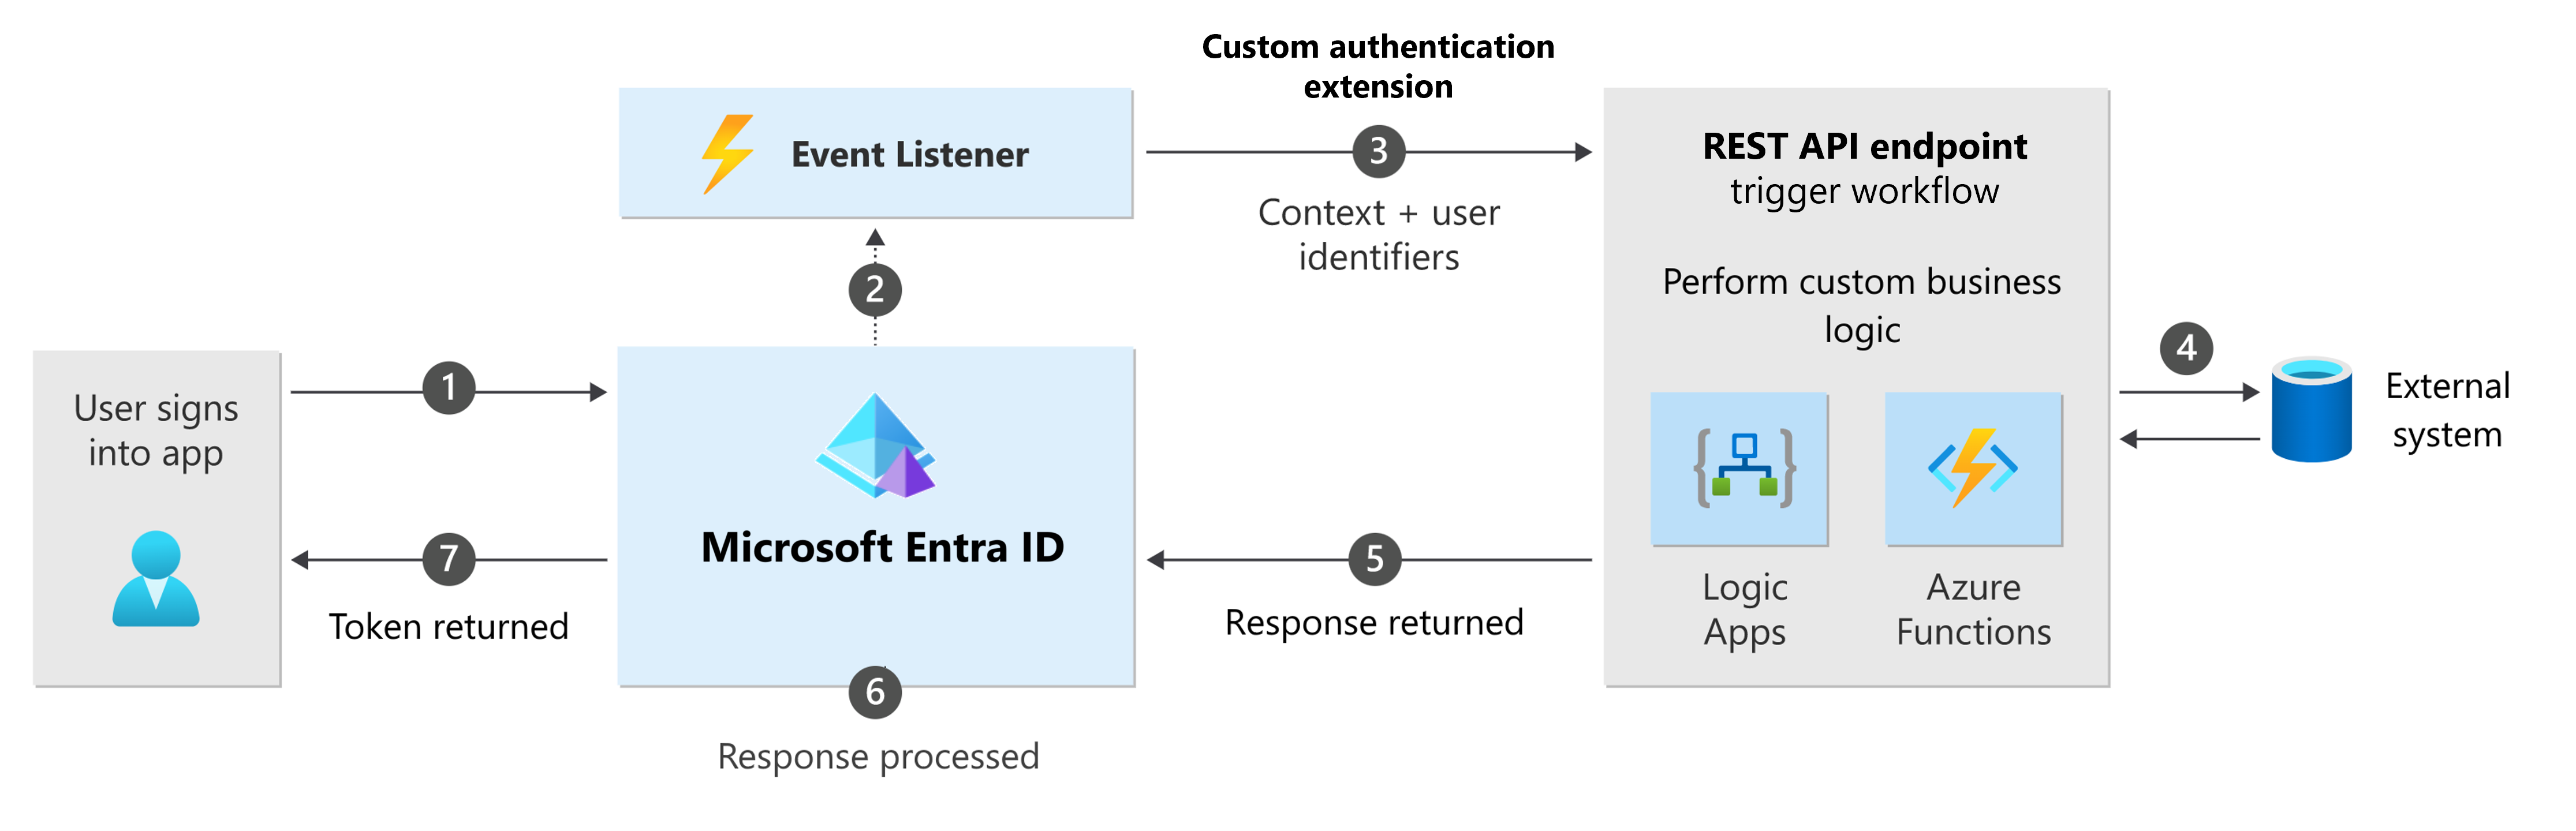 Custom authentication
extension
Event Listener
3
Context + user
identifiers
REST API endpoint
trigger workflow
Perform custom business
logic
2
4
External
system
User signs
into app
1
Microsoft Entra ID
7
Token returned
5
Response returned
Logic
Apps
Azure
Functions
6
Response processed